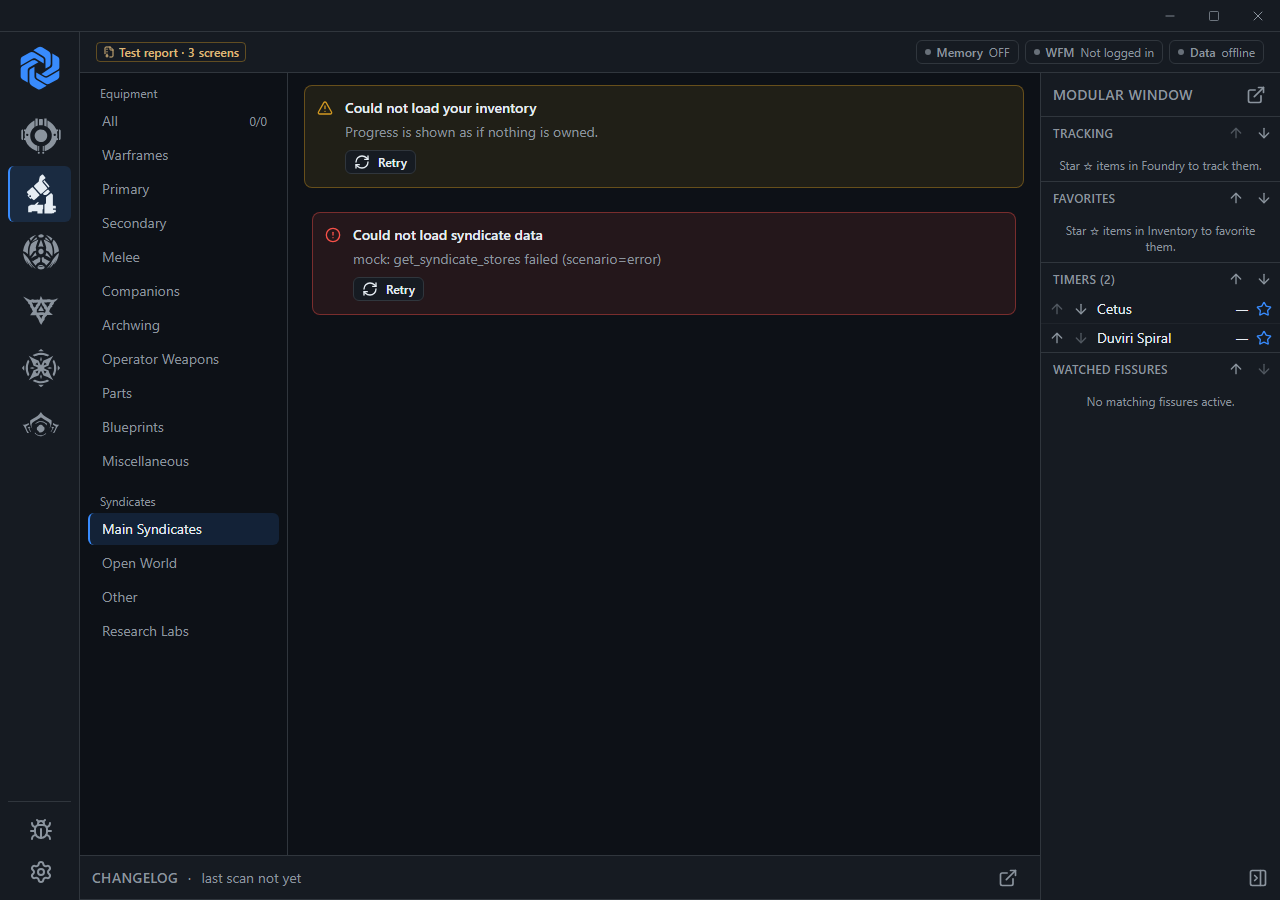 Test report · 3 screens
Memory OFF
WFM Not logged in
Data offline
Equipment
All 0/0
Warframes
Primary
Secondary
Melee
Companions
Archwing
Operator Weapons
Parts
Blueprints
Miscellaneous
Syndicates
Main Syndicates
Open World
Other
Research Labs
Could not load your inventory
Progress is shown as if nothing is owned.
Retry
Could not load syndicate data
mock: get_syndicate_stores failed (scenario=error)
Retry
MODULAR WINDOW
TRACKING
Star ☆ items in Foundry to track them.
FAVORITES
Star ☆ items in Inventory to favorite
them.
TIMERS (2)
Cetus —
Duviri Spiral —
WATCHED FISSURES
No matching fissures active.
CHANGELOG · last scan not yet